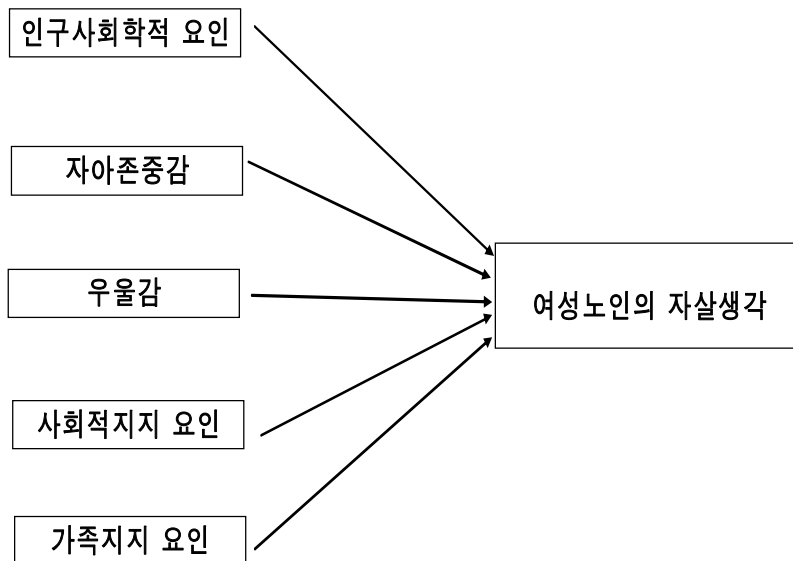 인구사회학적 요인
자아존중감
우울감
여성노인의 자살생각
사회적지지 요인
가족지지 요인